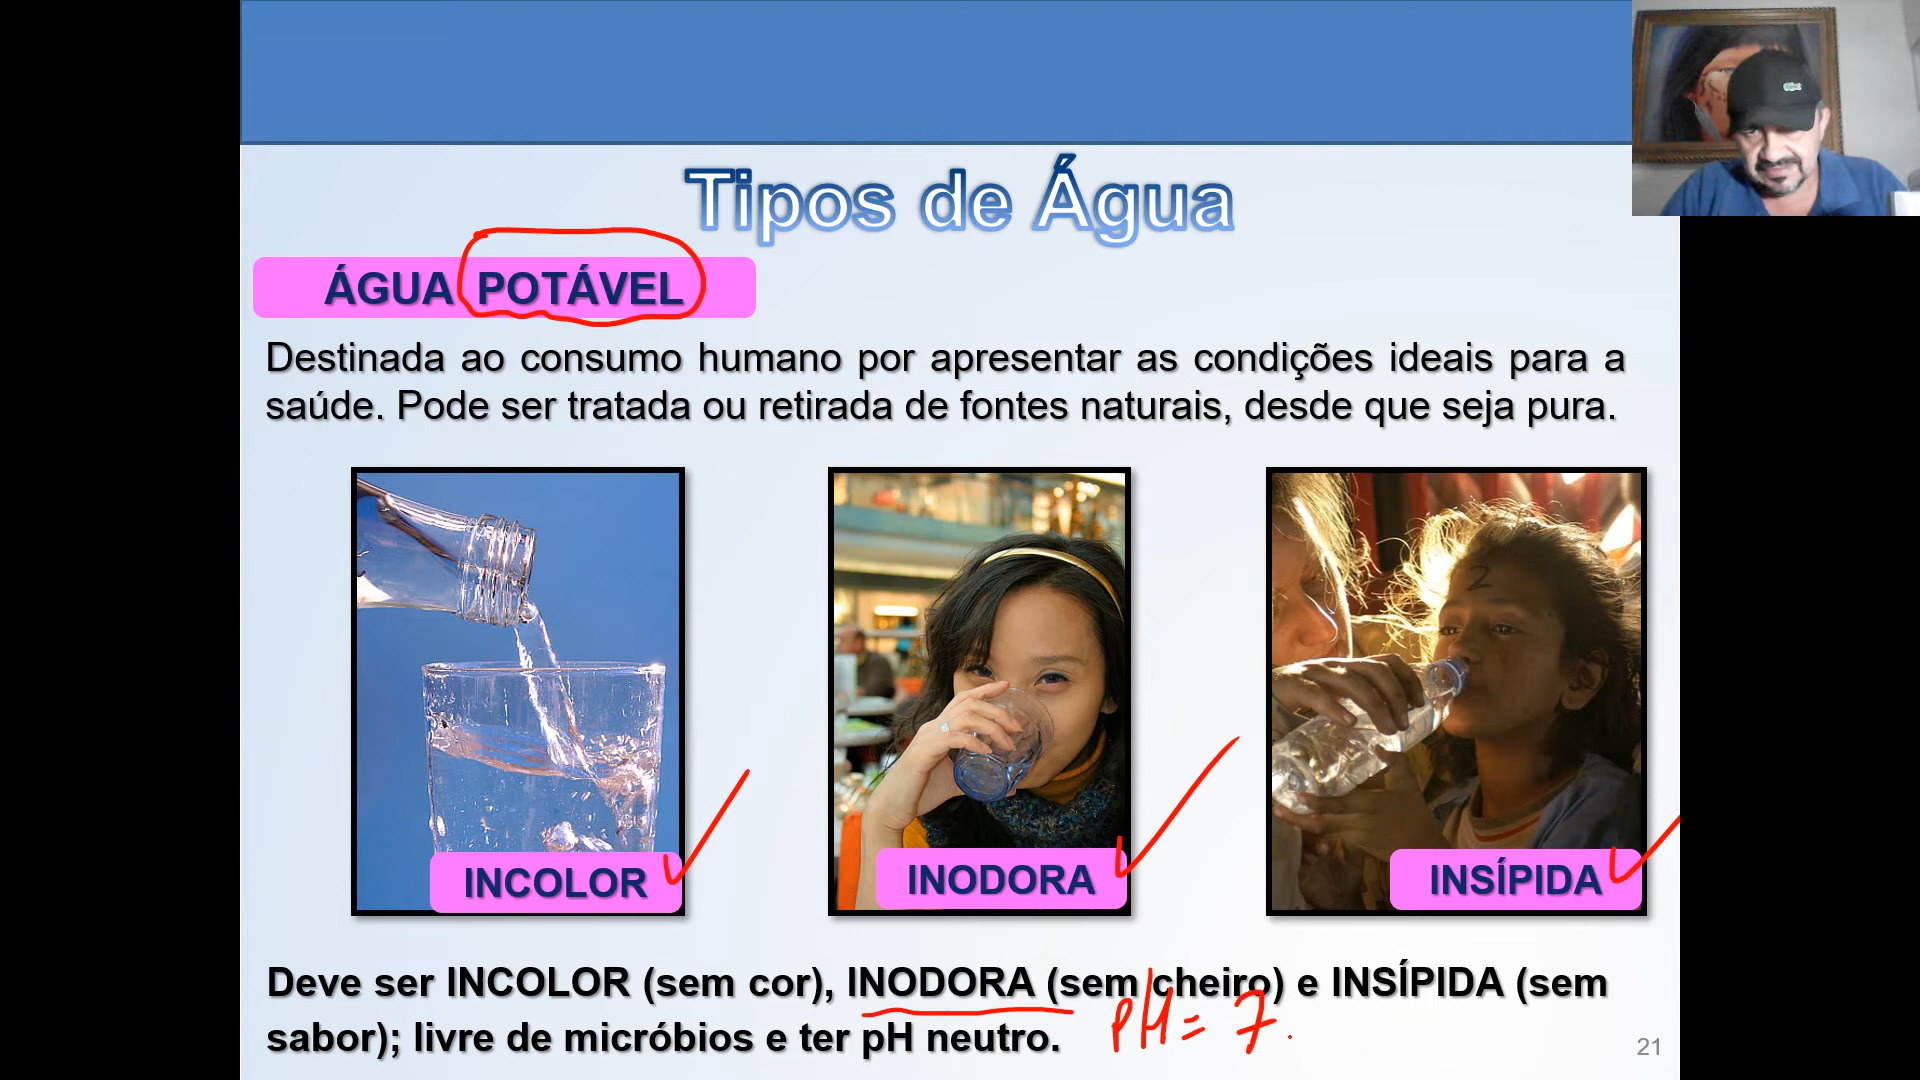 Tipos de Água
ÁGUA POTÁVEL
Destinada ao consumo humano por apresentar as condições ideais para a
saúde. Pode ser tratada ou retirada de fontes naturais, desde que seja pura.
2
INCOLOR
INODORA
INSÍPIDA
Deve ser INCOLOR (sem cor), INODORA (sem cheiro) e INSÍPIDA (sem
sabor); livre de micróbios e ter pH neutro.
pH = 7.
21